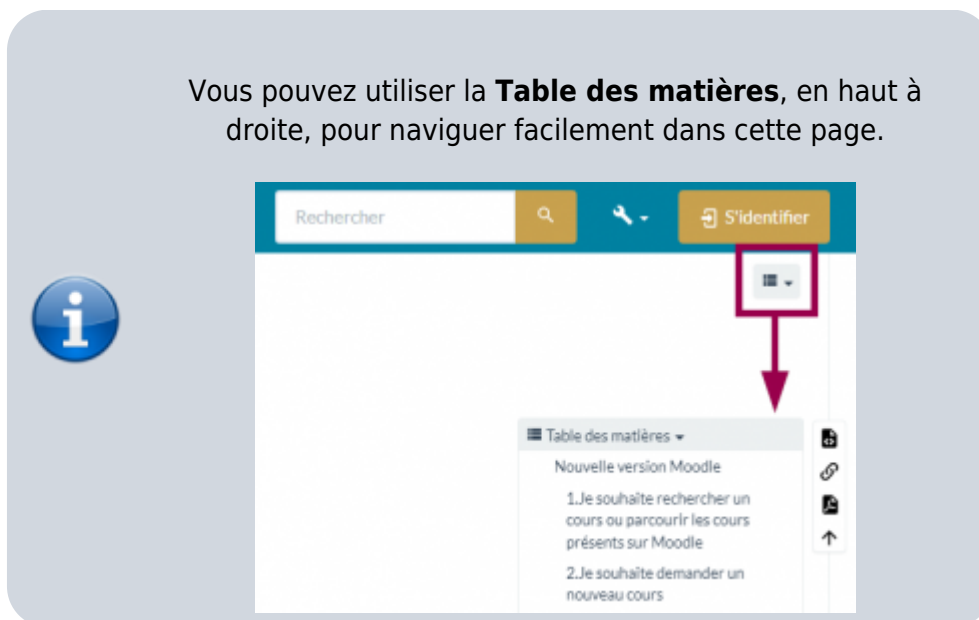 Vous pouvez utiliser la Table des matières, en haut à
droite, pour naviguer facilement dans cette page.
Rechercher
S'identifier
Table des matières
Nouvelle version Moodle
1.Je souhaite rechercher un
cours ou parcourir les cours
présents sur Moodle
2.Je souhaite demander un
nouveau cours